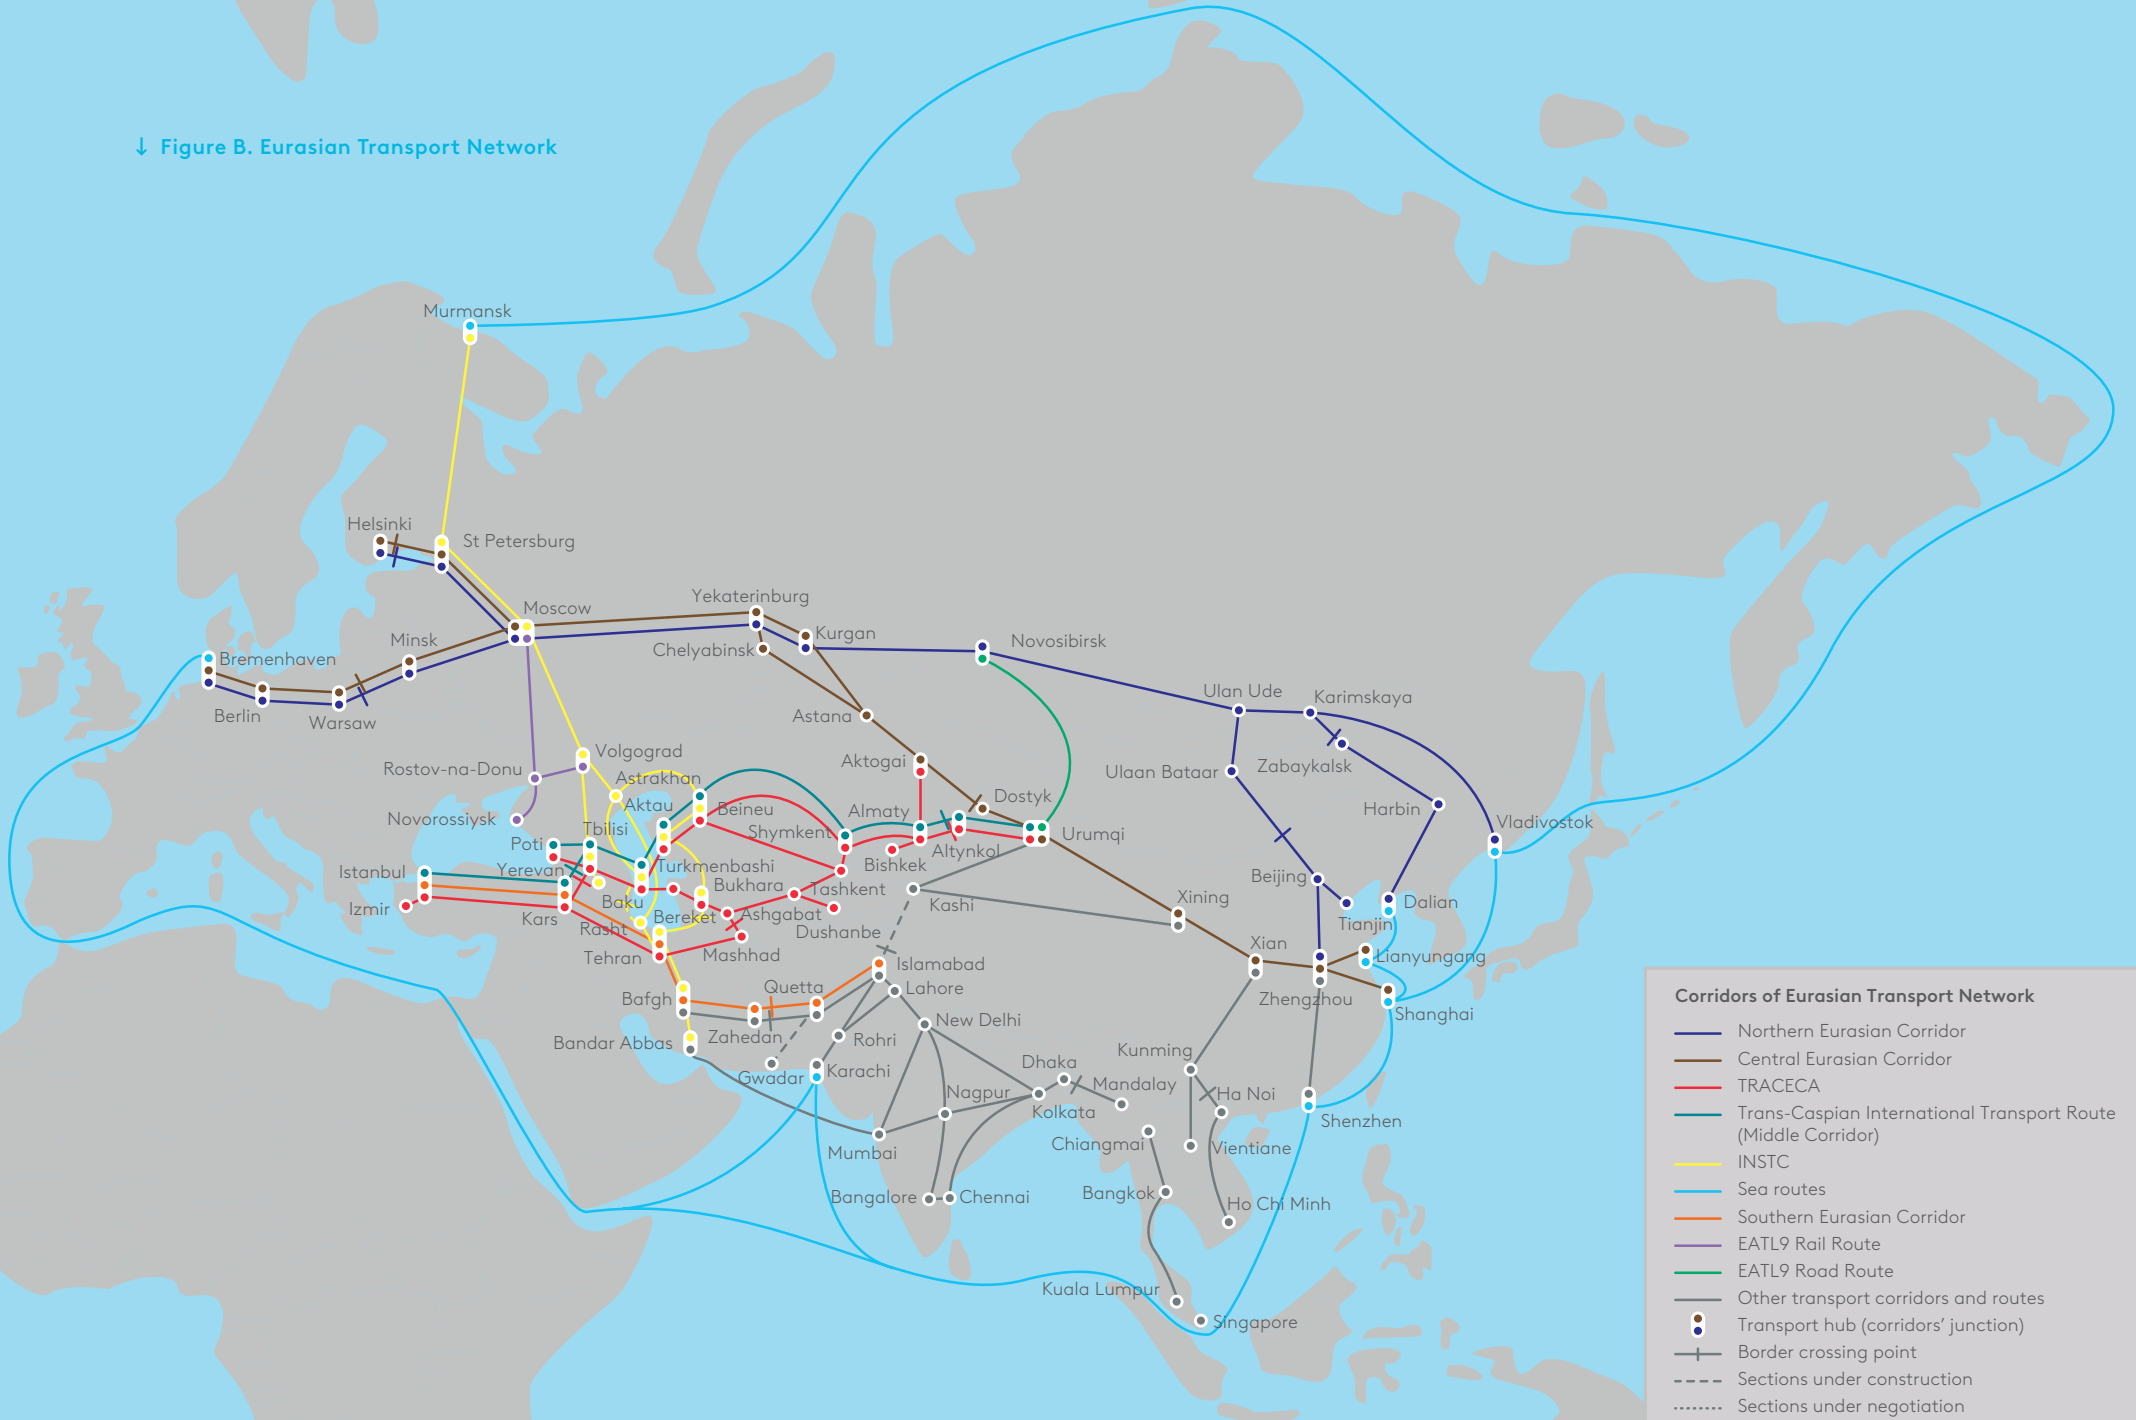 ↓ Figure B. Eurasian Transport Network
Murmansk
Helsinki
St Petersburg
Moscow
Yekaterinburg
Minsk
Kurgan
Novosibirsk
Chelyabinsk
Bremenhaven
Berlin
Warsaw
Ulan Ude
Karimskaya
Astana
Volgograd
Aktogai
Rostov-na-Donu
Astrakhan
Ulaan Bataar
Zabaykalsk
Dostyk
Aktau
Beineu
Almaty
Harbin
Novorossiysk
Tbilisi
Shymkent
Urumqi
Vladivostok
Poti
Altynkol
Istanbul
Yerevan
Turkmenbashi
Bishkek
Beijing
Bukhara
Tashkent
Izmir
Baku
Kashi
Xining
Dalian
Kars
Bereket
Ashgabat
Tianjin
Rasht
Dushanbe
Xian
Tehran
Mashhad
Islamabad
Lianyungang
Quetta
Lahore
Bafgh
Zhengzhou
Shanghai
New Delhi
Zahedan
Rohri
Bandar Abbas
Kunming
Dhaka
Gwadar
Karachi
Mandalay
Nagpur
Ha Noi
Kolkata
Shenzhen
Chiangmai
Vientiane
Mumbai
Bangkok
Bangalore
Chennai
Ho Chi Minh
Kuala Lumpur
Singapore
Corridors of Eurasian Transport Network
Northern Eurasian Corridor
Central Eurasian Corridor
TRACECA
Trans-Caspian International Transport Route
(Middle Corridor)
INSTC
Sea routes
Southern Eurasian Corridor
EATL9 Rail Route
EATL9 Road Route
Other transport corridors and routes
Transport hub (corridors’ junction)
Border crossing point
Sections under construction
Sections under negotiation